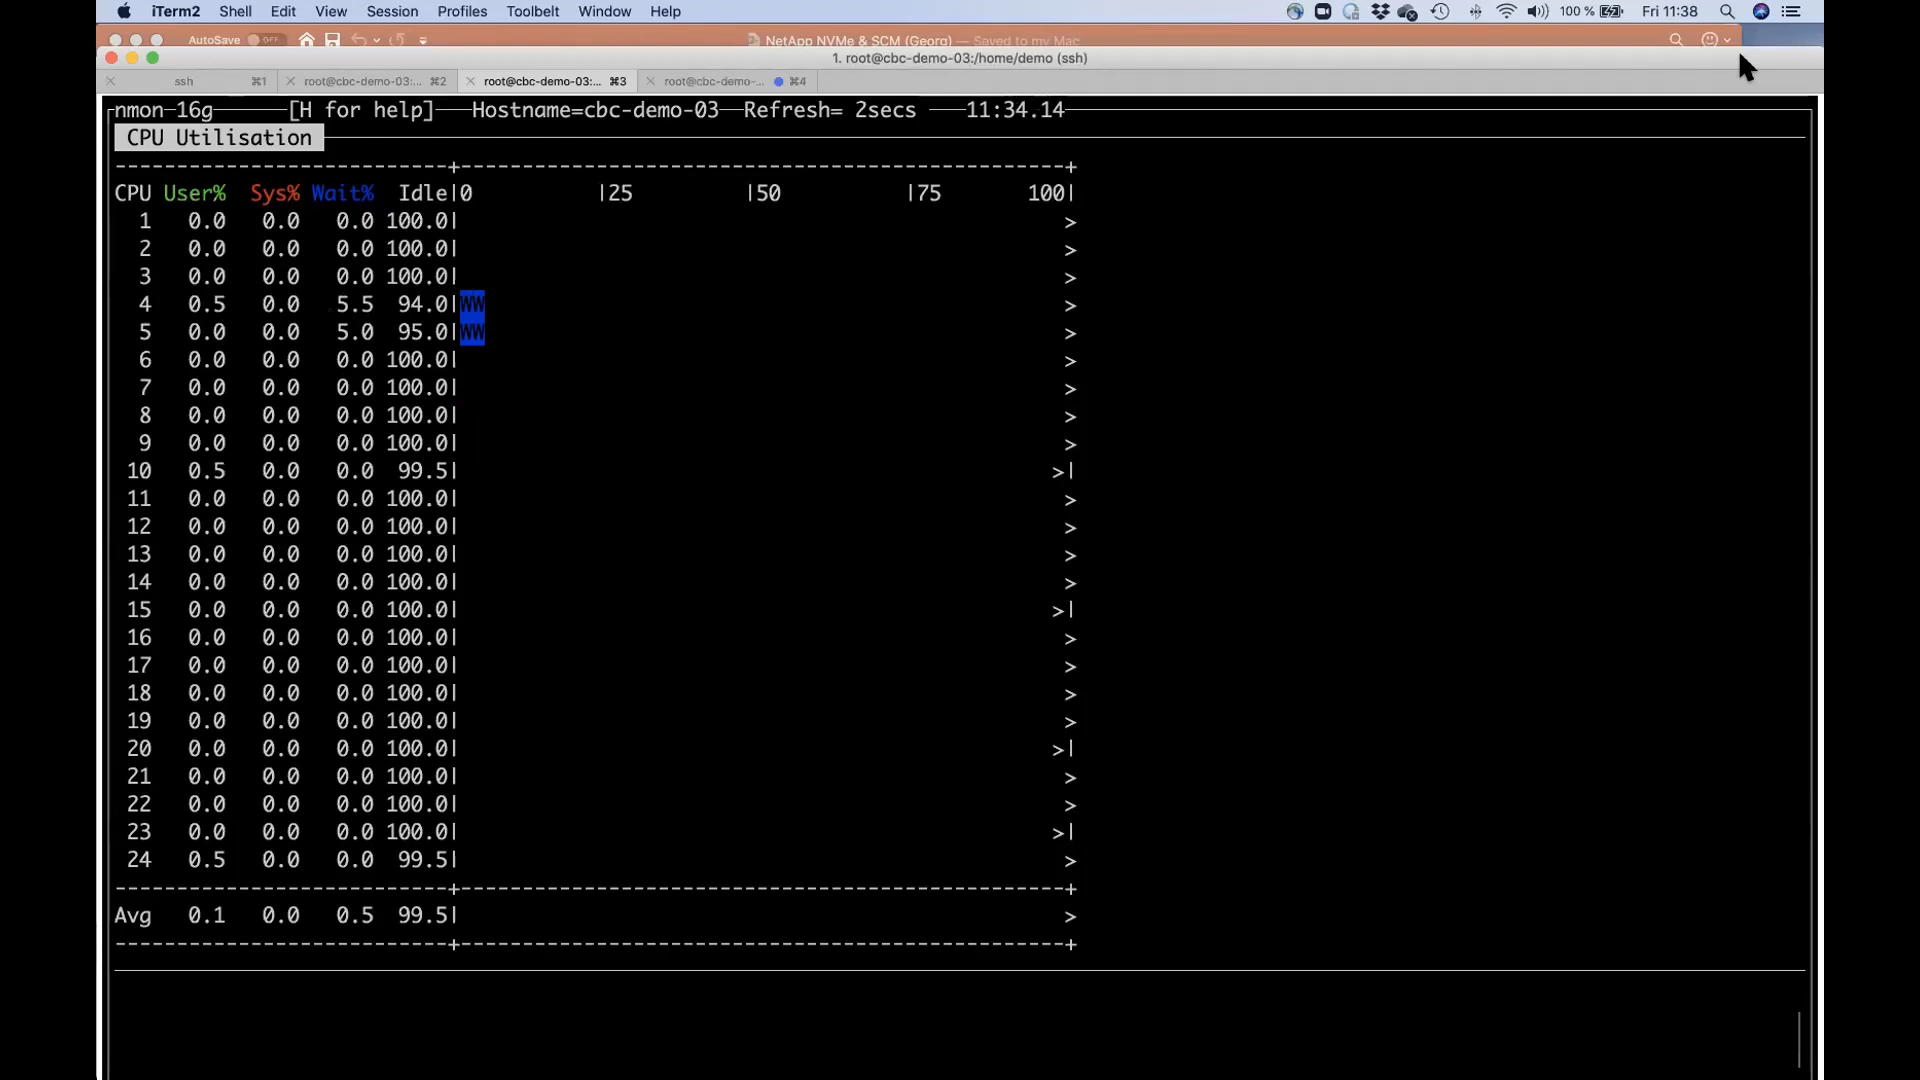 iTerm2 Shell Edit View Session Profiles Toolbelt Window Help 100 % Fri 11:38
AutoSave OFF NetApp NVMe & SCM (Georg) — Saved to my Mac
1. root@cbc-demo-03:/home/demo (ssh)
ssh ⌘1 root@cbc-demo-03:... ⌘2 root@cbc-demo-03:... ⌘3 root@cbc-demo-... ⌘4
nmon-16g [H for help] Hostname=cbc-demo-03 Refresh= 2secs 11:34.14
CPU Utilisation
CPU User% Sys% Wait% Idle|0 |25 |50 |75 100|
1 0.0 0.0 0.0 100.0| >
2 0.0 0.0 0.0 100.0| >
3 0.0 0.0 0.0 100.0| >
4 0.5 0.0 5.5 94.0|WW >
5 0.0 0.0 5.0 95.0|WW >
6 0.0 0.0 0.0 100.0| >
7 0.0 0.0 0.0 100.0| >
8 0.0 0.0 0.0 100.0| >
9 0.0 0.0 0.0 100.0| >
10 0.5 0.0 0.0 99.5| >|
11 0.0 0.0 0.0 100.0| >
12 0.0 0.0 0.0 100.0| >
13 0.0 0.0 0.0 100.0| >
14 0.0 0.0 0.0 100.0| >
15 0.0 0.0 0.0 100.0| >|
16 0.0 0.0 0.0 100.0| >
17 0.0 0.0 0.0 100.0| >
18 0.0 0.0 0.0 100.0| >
19 0.0 0.0 0.0 100.0| >
20 0.0 0.0 0.0 100.0| >|
21 0.0 0.0 0.0 100.0| >
22 0.0 0.0 0.0 100.0| >
23 0.0 0.0 0.0 100.0| >|
24 0.5 0.0 0.0 99.5| >
Avg 0.1 0.0 0.5 99.5| >